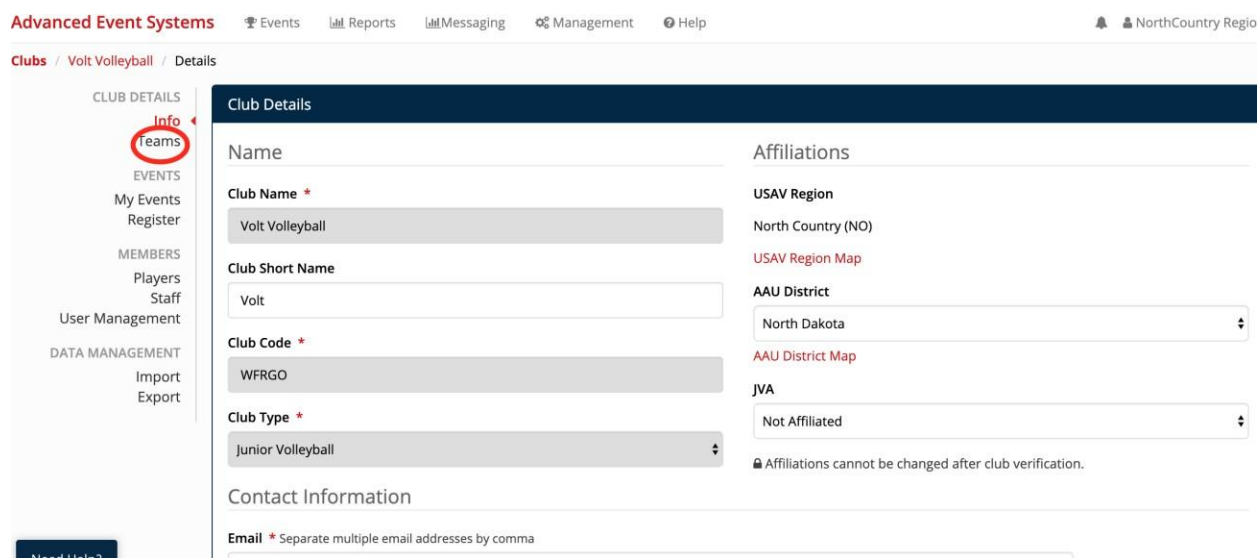 Advanced Event Systems Events Reports Messaging Management Help NorthCountry Regio
Clubs / Volt Volleyball / Details
CLUB DETAILS
Info
Teams
EVENTS
My Events
Register
MEMBERS
Players
Staff
User Management
DATA MANAGEMENT
Import
Export
Need Help?
Club Details
Name
Club Name *
Volt Volleyball
Club Short Name
Volt
Club Code *
WFRGO
Club Type *
Junior Volleyball
Affiliations
USAV Region
North Country (NO)
USAV Region Map
AAU District
North Dakota
AAU District Map
JVA
Not Affiliated
Affiliations cannot be changed after club verification.
Contact Information
Email * Separate multiple email addresses by comma